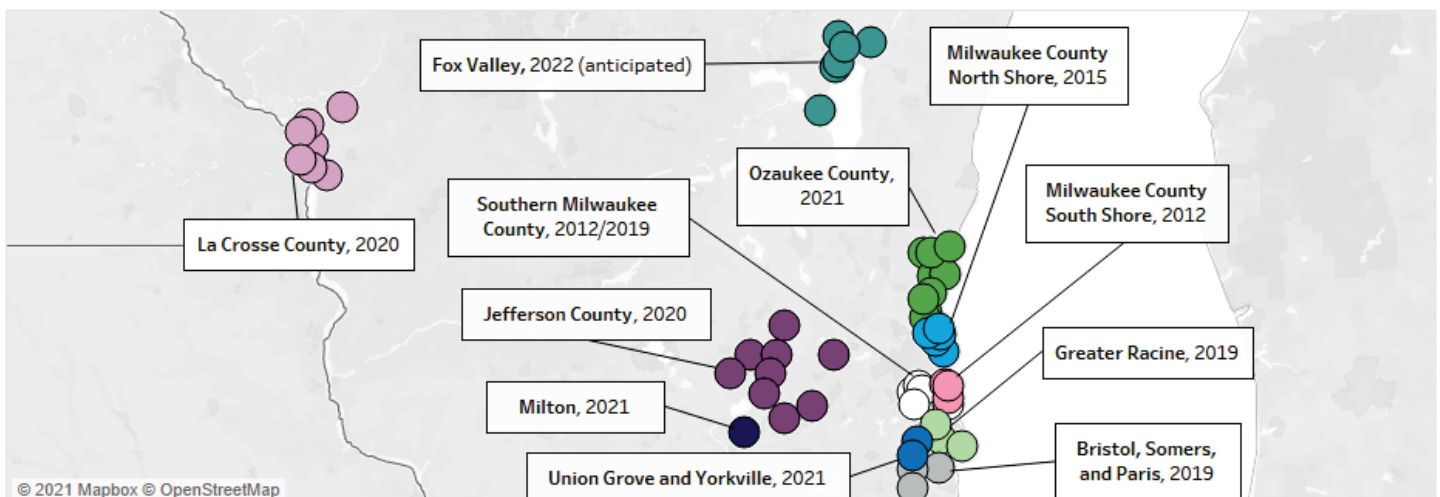 Fox Valley, 2022 (anticipated)
Milwaukee County
North Shore, 2015
Ozaukee County,
2021
Milwaukee County
South Shore, 2012
Southern Milwaukee
County, 2012/2019
La Crosse County, 2020
Jefferson County, 2020
Greater Racine, 2019
Milton, 2021
Bristol, Somers,
and Paris, 2019
Union Grove and Yorkville, 2021
© 2021 Mapbox © OpenStreetMap